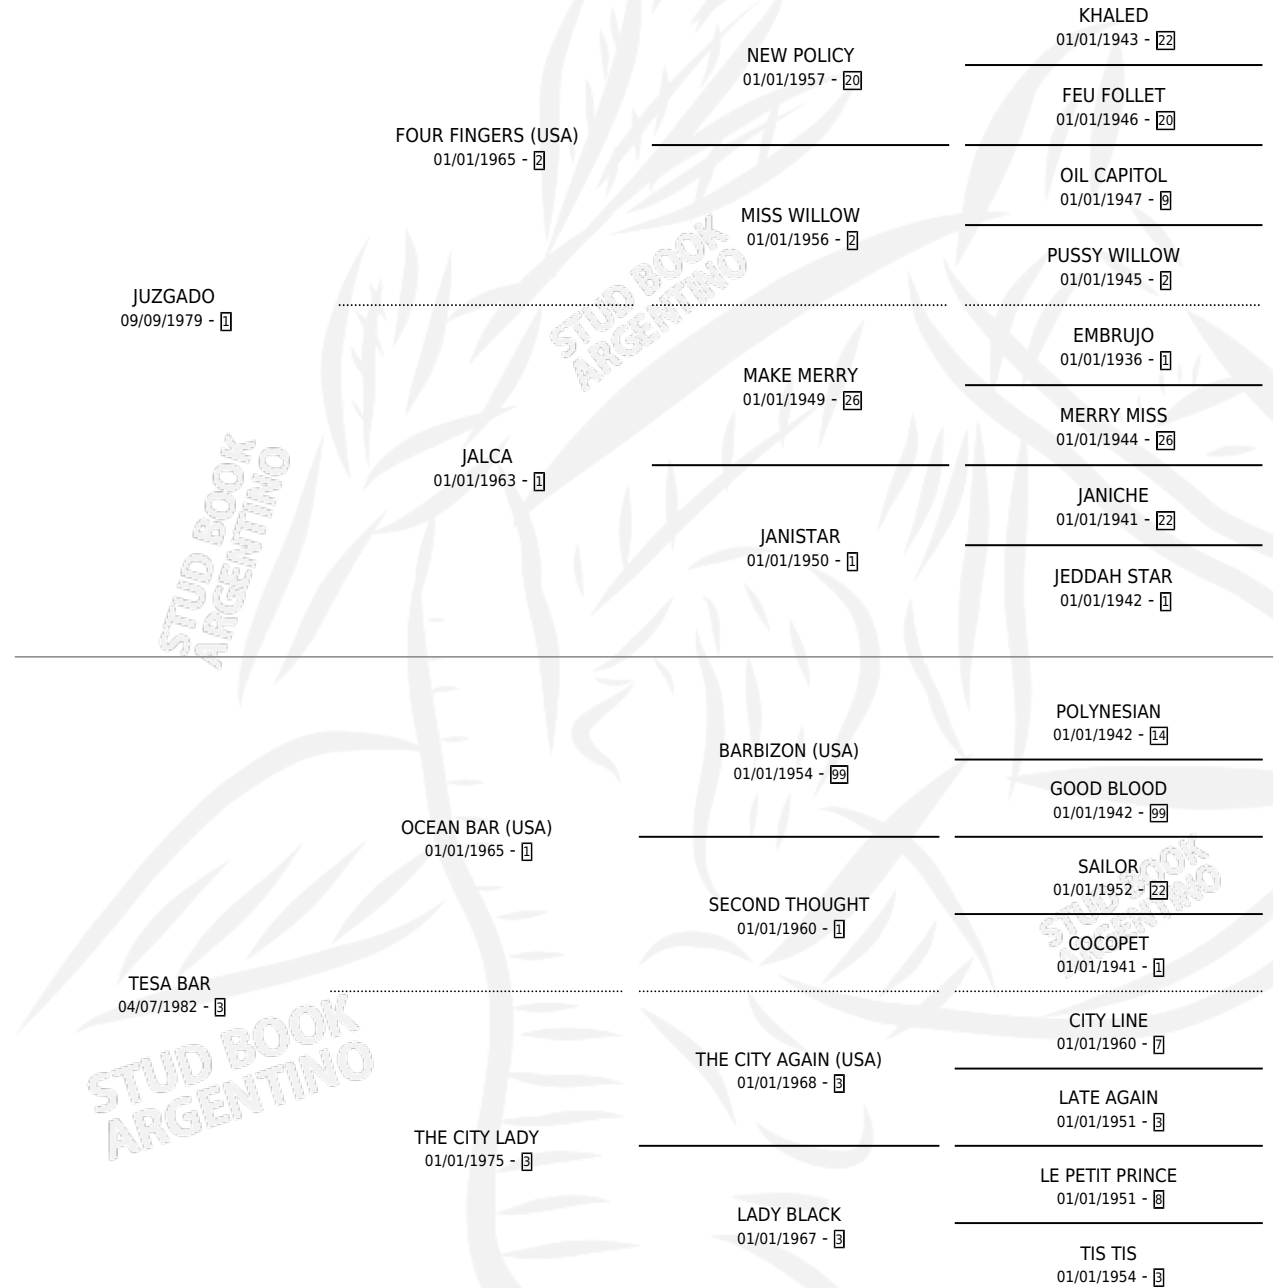 JUZGADO
09/09/1979 - 1
FOUR FINGERS (USA)
01/01/1965 - 2
JALCA
01/01/1963 - 1
NEW POLICY
01/01/1957 - 20
MISS WILLOW
01/01/1956 - 2
MAKE MERRY
01/01/1949 - 26
JANISTAR
01/01/1950 - 1
KHALED
01/01/1943 - 22
FEU FOLLET
01/01/1946 - 20
OIL CAPITOL
01/01/1947 - 9
PUSSY WILLOW
01/01/1945 - 2
EMBRUJO
01/01/1936 - 1
MERRY MISS
01/01/1944 - 26
JANICHE
01/01/1941 - 22
JEDDAH STAR
01/01/1942 - 1
STUD BOOK
ARGENTINO
STUD BOOK
ARGENTINO
TESA BAR
04/07/1982 - 3
OCEAN BAR (USA)
01/01/1965 - 1
THE CITY LADY
01/01/1975 - 3
BARBIZON (USA)
01/01/1954 - 99
SECOND THOUGHT
01/01/1960 - 1
THE CITY AGAIN (USA)
01/01/1968 - 3
LADY BLACK
01/01/1967 - 3
POLYNESIAN
01/01/1942 - 14
GOOD BLOOD
01/01/1942 - 99
SAILOR
01/01/1952 - 22
COCOPET
01/01/1941 - 1
CITY LINE
01/01/1960 - 7
LATE AGAIN
01/01/1951 - 3
LE PETIT PRINCE
01/01/1951 - 8
TIS TIS
01/01/1954 - 3
STUD BOOK
ARGENTINO
STUD BOOK
ARGENTINO